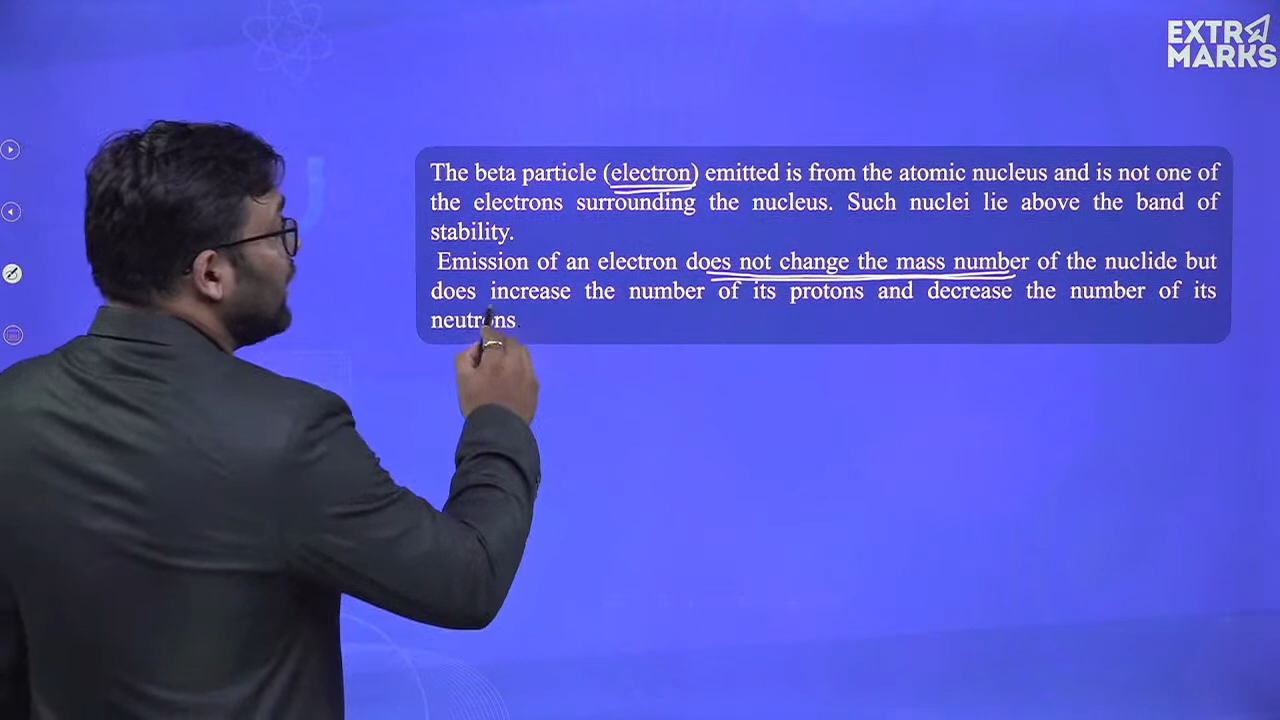 EXTRA
MARKS
The beta particle (electron) emitted is from the atomic nucleus and is not one of
the electrons surrounding the nucleus. Such nuclei lie above the band of
stability.
Emission of an electron does not change the mass number of the nuclide but
does increase the number of its protons and decrease the number of its
neutrons.